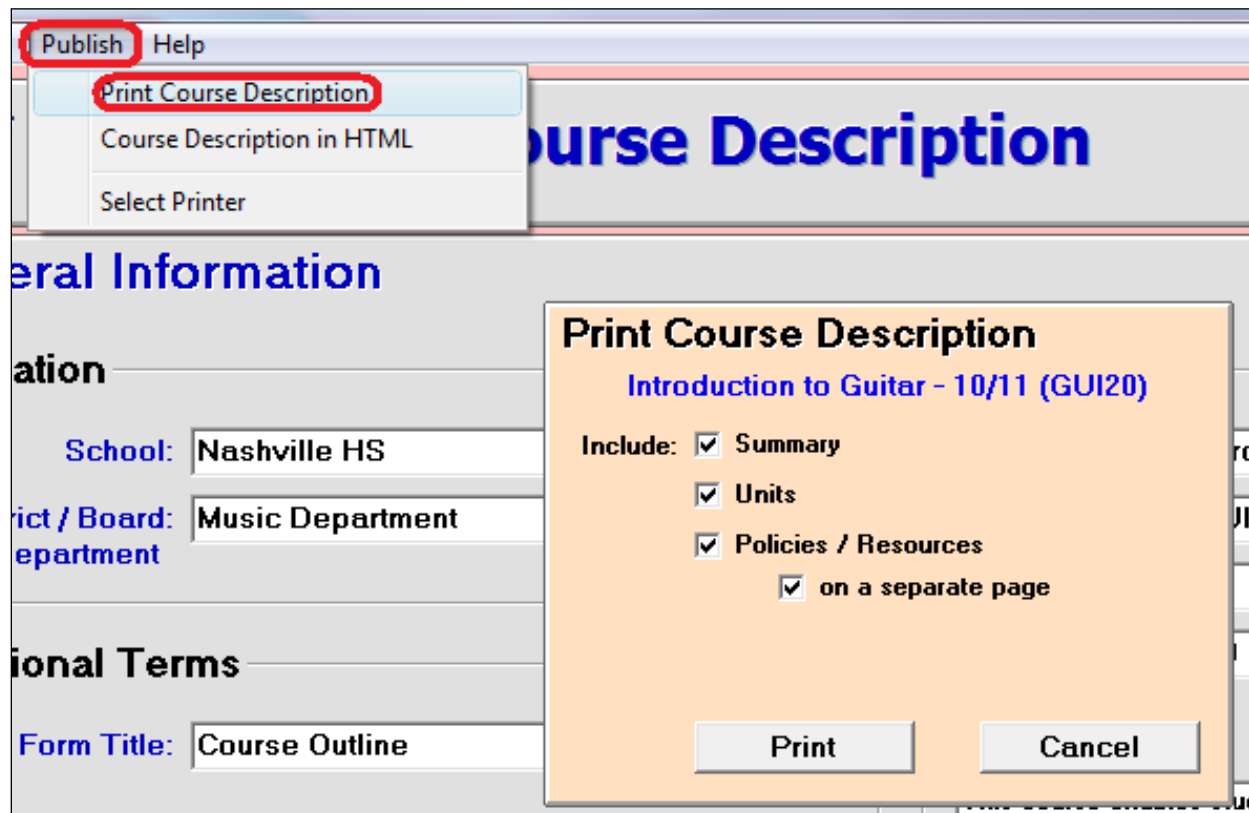 Publish Help
Print Course Description
Course Description in HTML
Select Printer
ourse Description
eral Information
ation
School: Nashville HS
rict / Board: Music Department
epartment
ional Terms
Form Title: Course Outline
Print Course Description
Introduction to Guitar - 10/11 (GUI20)
Include: Summary
Units
Policies / Resources
on a separate page
Print Cancel